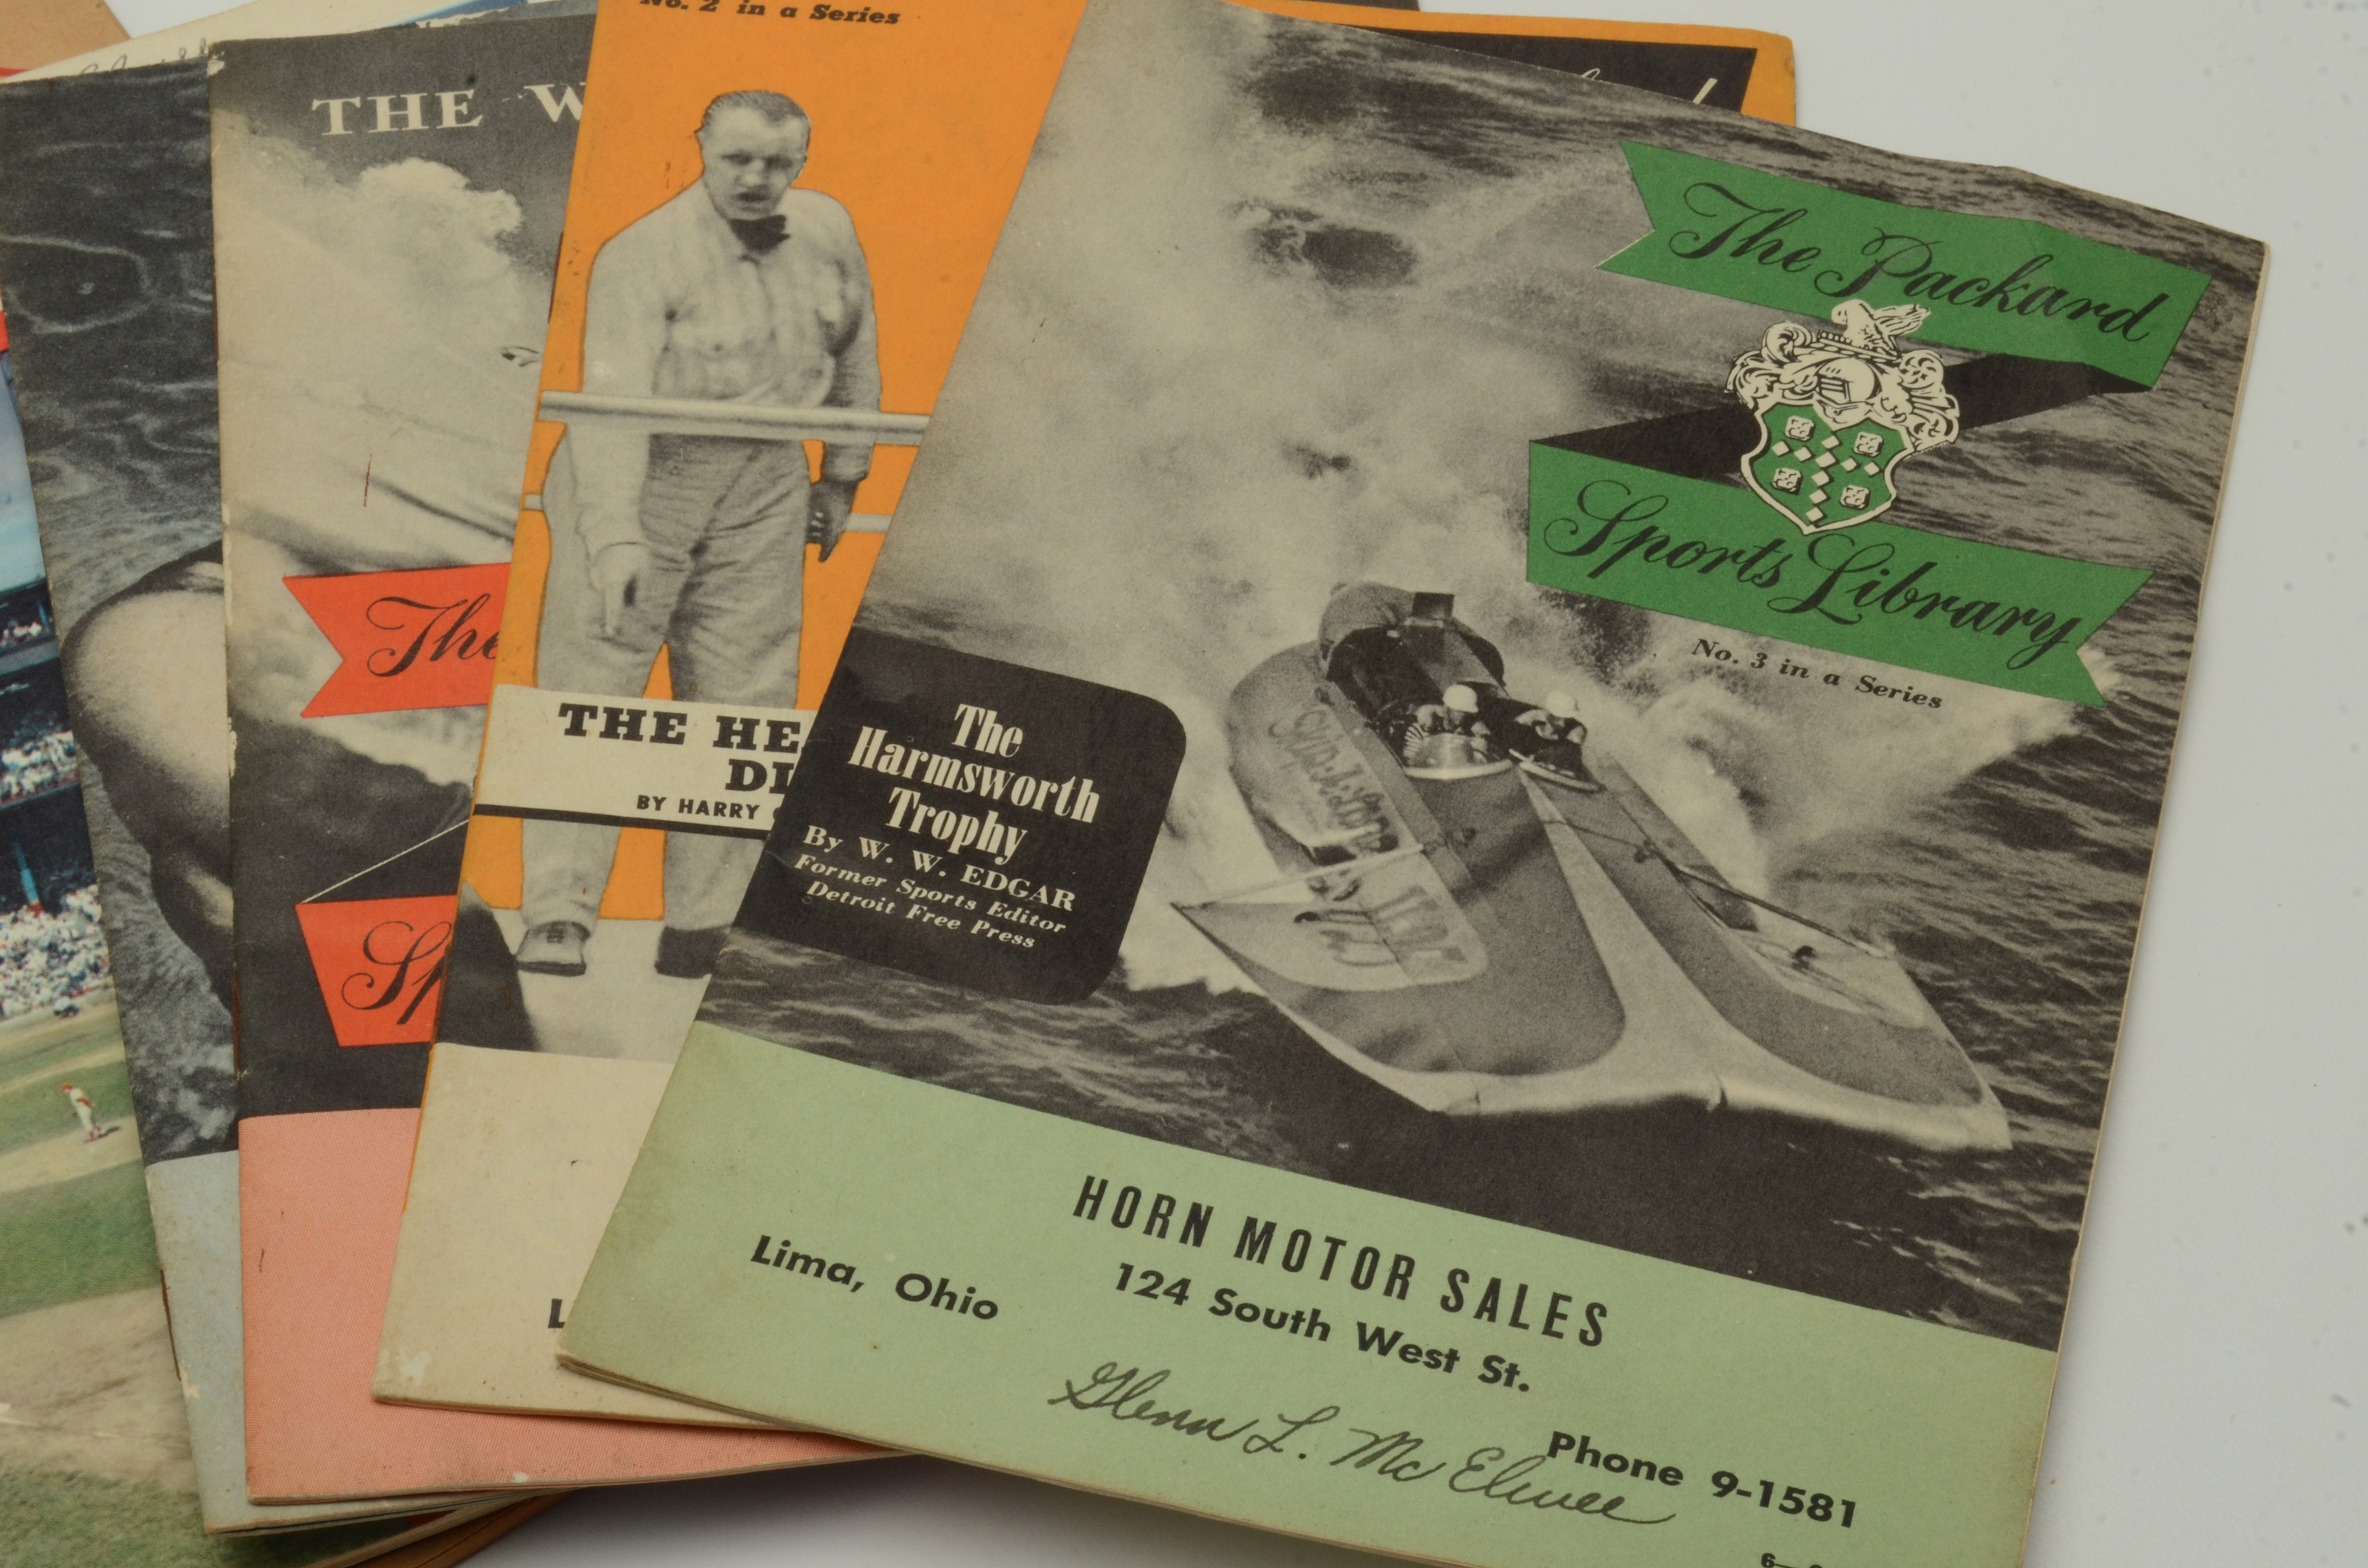 No. 2 in a Series
THE W
The
Sp
THE HE
DI
BY HARRY
L
The Packard
Sports Library
No. 3 in a Series
The
Harmsworth
Trophy
By W. W. EDGAR
Former Sports Editor
Detroit Free Press
HORN MOTOR SALES
Lima, Ohio
124 South West St.
Phone 9-1581
Glenn L. McElwee